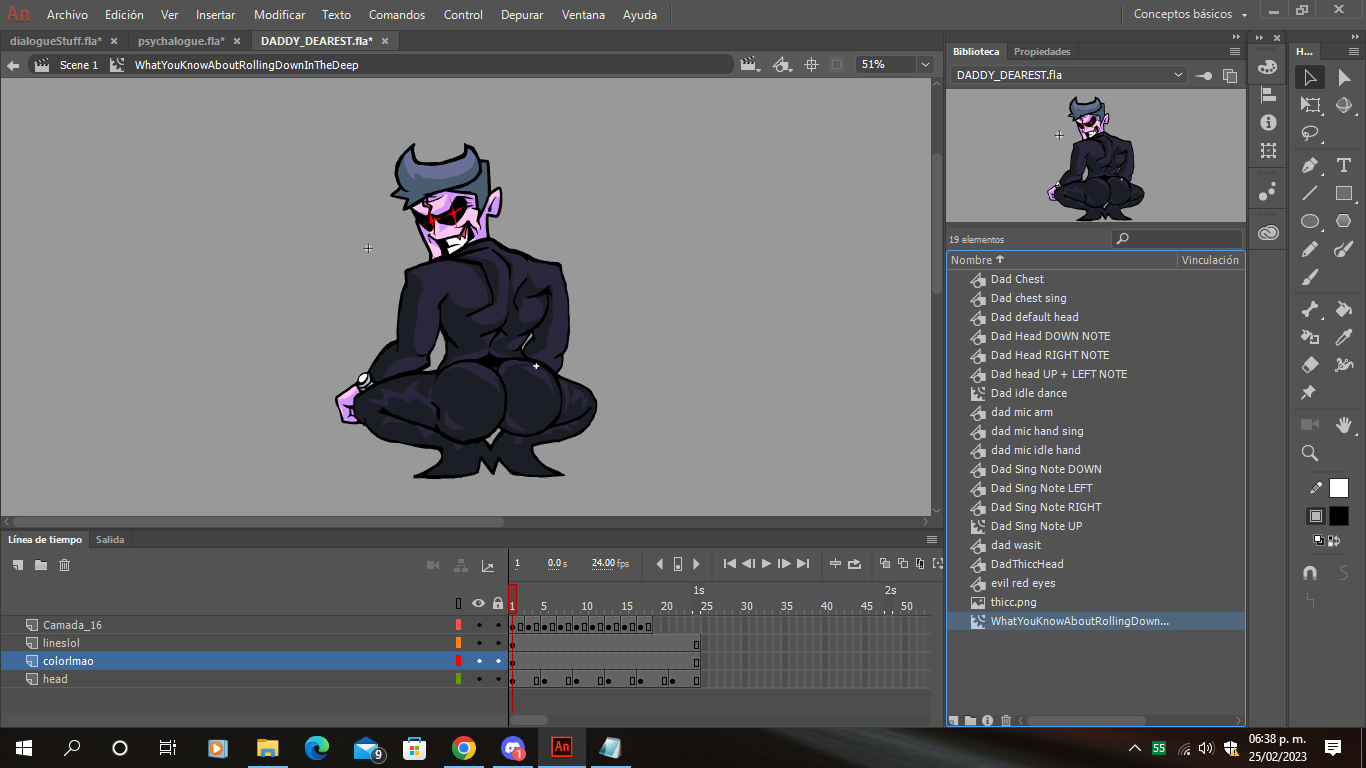 An Archivo Edición Ver Insertar Modificar Texto Comandos Control Depurar Ventana Ayuda Conceptos básicos
dialogueStuff.fla* × psychalogue.fla* × DADDY_DEAREST.fla* ×
Scene 1 WhatYouKnowAboutRollingDownInTheDeep 51%
Biblioteca Propiedades
DADDY_DEAREST.fla
19 elementos
Nombre Vinculación
Dad Chest
Dad chest sing
Dad default head
Dad Head DOWN NOTE
Dad Head RIGHT NOTE
Dad head UP + LEFT NOTE
Dad idle dance
dad mic arm
dad mic hand sing
dad mic idle hand
Dad Sing Note DOWN
Dad Sing Note LEFT
Dad Sing Note RIGHT
Dad Sing Note UP
dad wasit
DadThiccHead
evil red eyes
thicc.png
WhatYouKnowAboutRollingDown...
H...
Línea de tiempo Salida
1 0.0 s 24.00 fps
1s 2s
1 5 10 15 20 25 30 35 40 45 50
Camada_16
lineslol
colorlmao
head
9 1 An 55 06:38 p. m.
25/02/2023